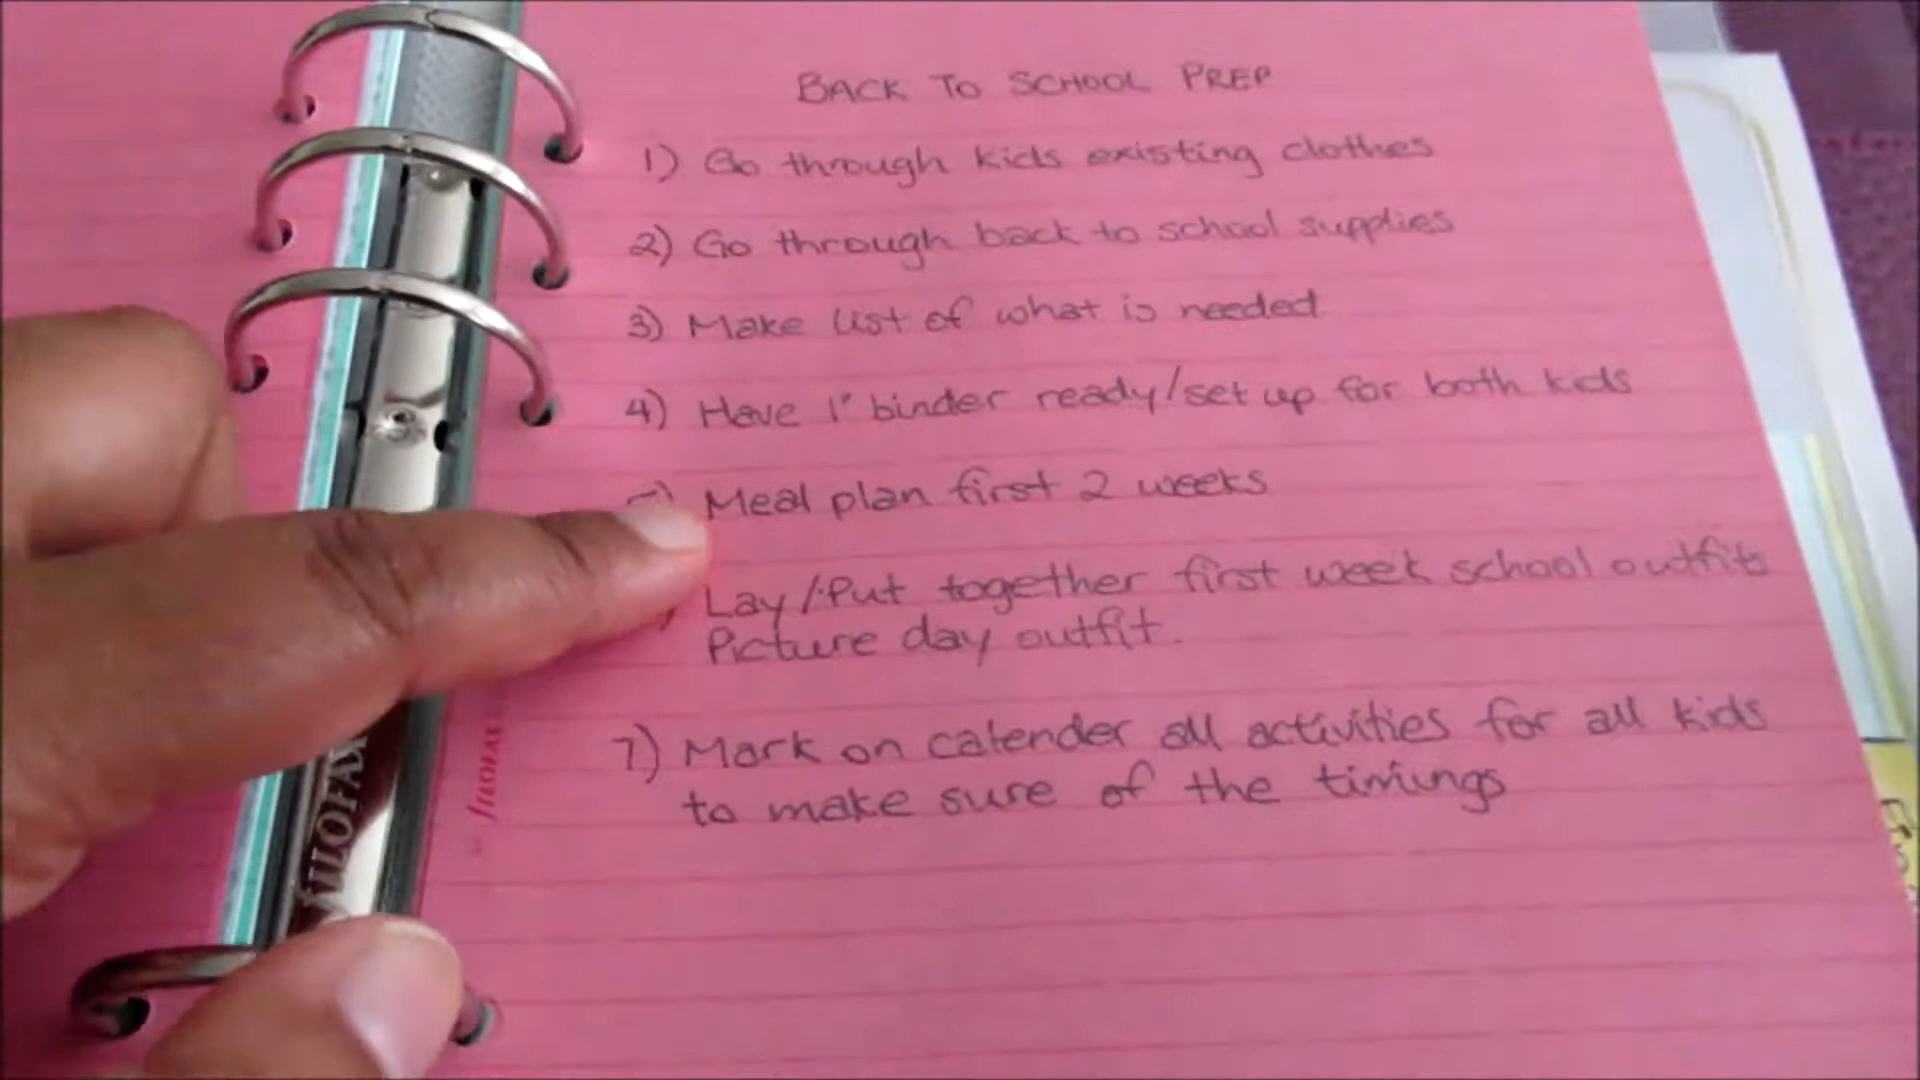 BACK TO SCHOOL PREP
1) Go through kids existing clothes
2) Go through back to school supplies
3) Make list of what is needed
4) Have 1" binder ready/set up for both kids
5) Meal plan first 2 weeks
) Lay/Put together first week school outfits
Picture day outfit.
7) Mark on calender all activities for all kids
to make sure of the timings
filofax
FILOFAX